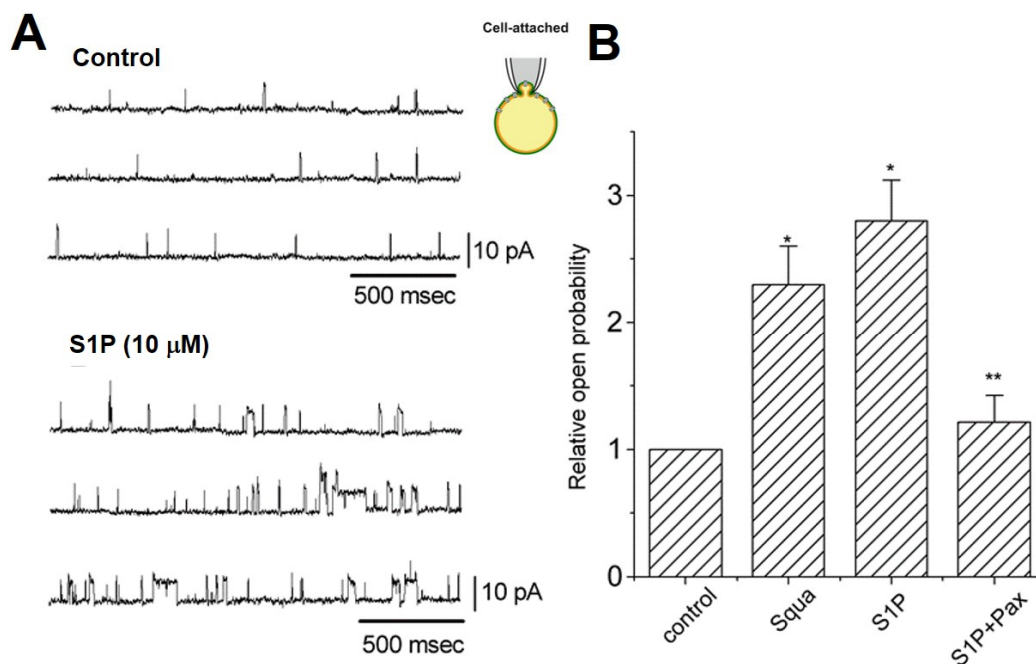 A
Control
Cell-attached
10 pA
500 msec
S1P (10 μM)
10 pA
500 msec
B
Relative open probability
3
2
1
0
*
*
**
control
Squa
S1P
S1P+Pax